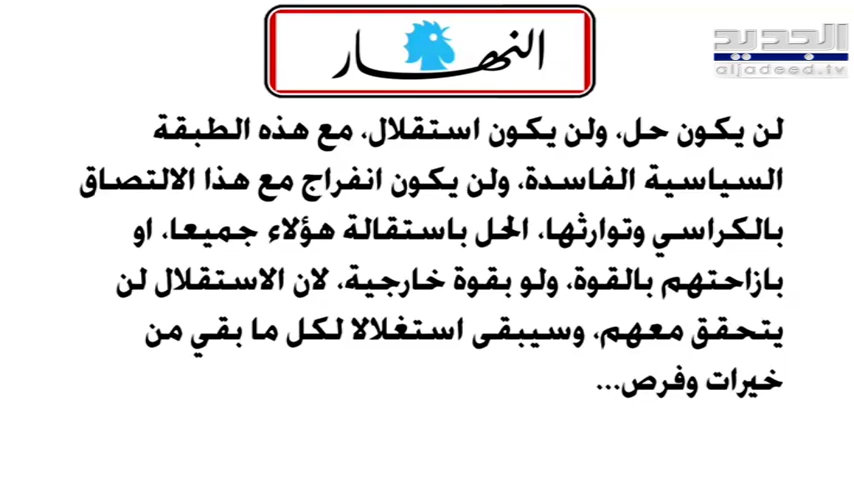 النهار
الجديد
aljadeed.tv
لن يكون حل، ولن يكون استقلال، مع هذه الطبقة
السياسية الفاسدة، ولن يكون انفراج مع هذا الالتصاق
بالكراسي وتوارثها، الحل باستقالة هؤلاء جميعا، او
بازاحتهم بالقوة، ولو بقوة خارجية، لان الاستقلال لن
يتحقق معهم، وسيبقى استغلالا لكل ما بقي من
خيرات وفرص...